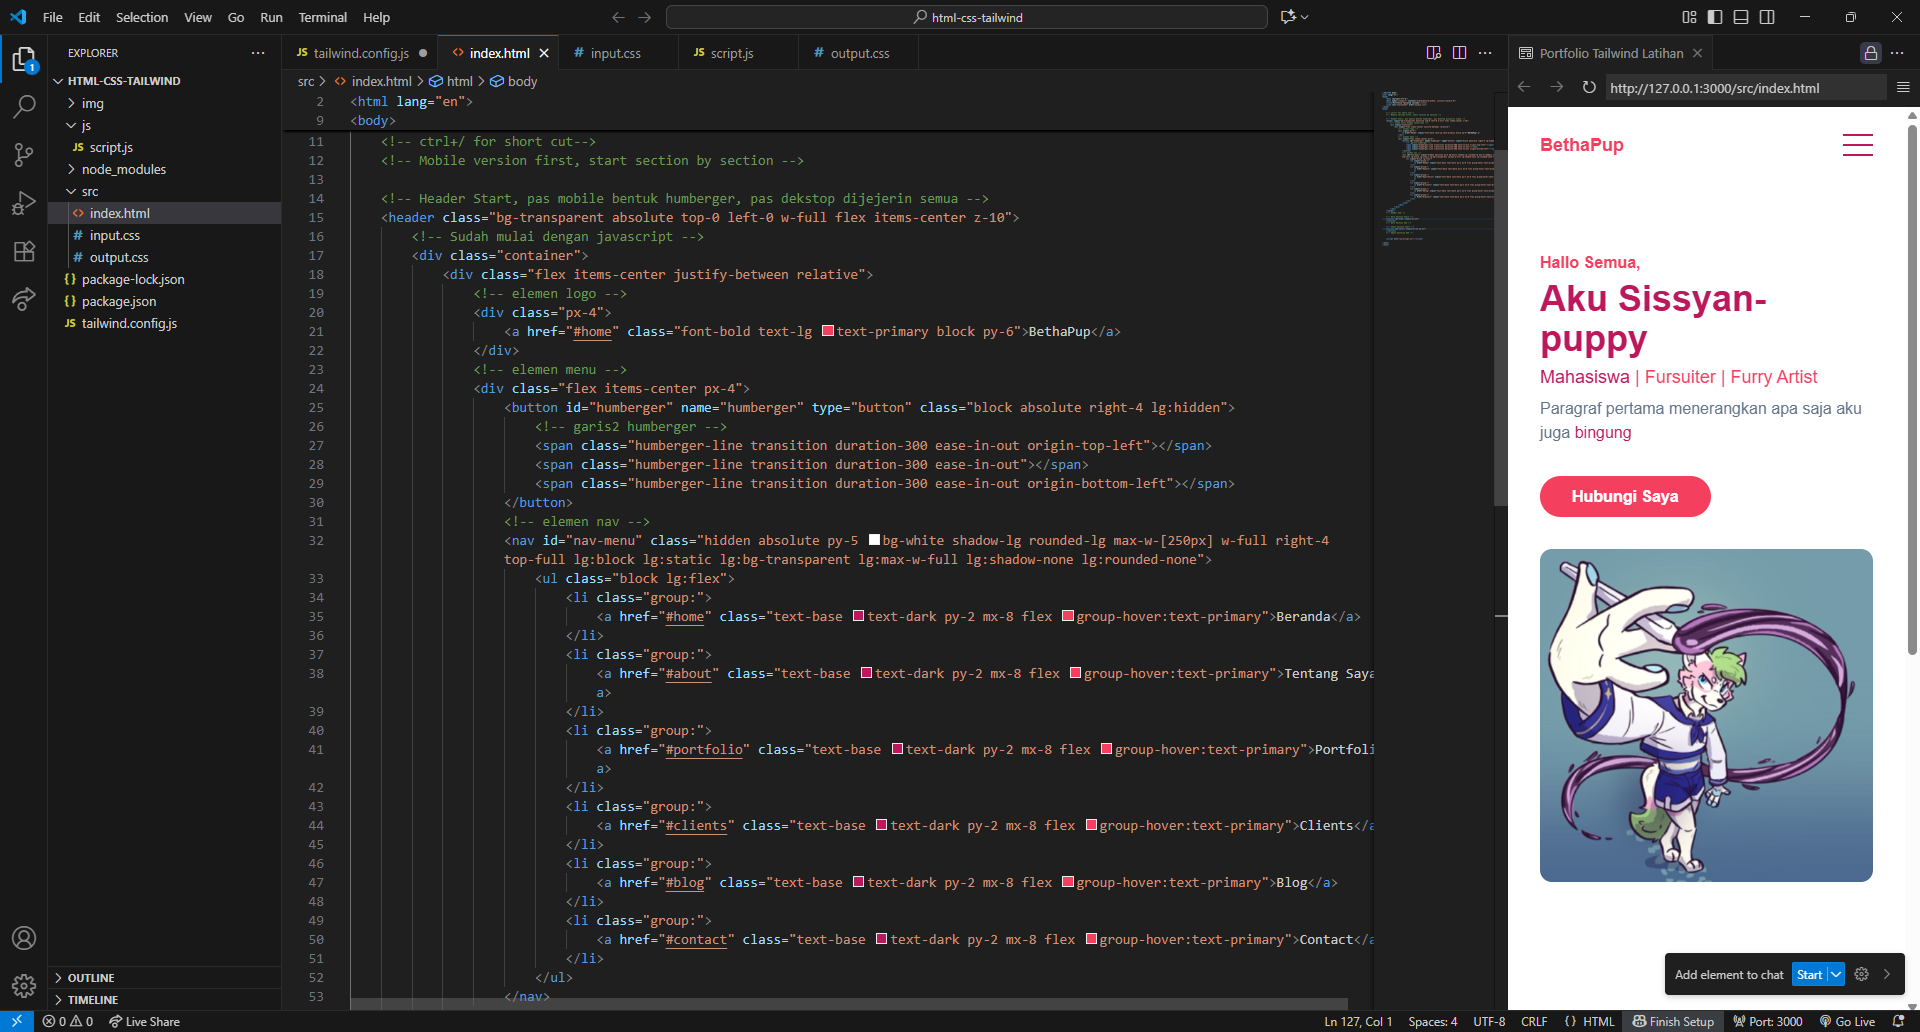 File Edit Selection View Go Run Terminal Help
html-css-tailwind
EXPLORER
HTML-CSS-TAILWIND
img
js
JS script.js
node_modules
src
<> index.html
# input.css
# output.css
{} package-lock.json
{} package.json
JS tailwind.config.js
OUTLINE
TIMELINE
JS tailwind.config.js <> index.html # input.css JS script.js # output.css
src > <> index.html > html > body
2 <html lang="en">
9 <body>
11 <!-- ctrl+/ for short cut-->
12 <!-- Mobile version first, start section by section -->
13
14 <!-- Header Start, pas mobile bentuk humberger, pas dekstop dijejerin semua -->
15 <header class="bg-transparent absolute top-0 left-0 w-full flex items-center z-10">
16 <!-- Sudah mulai dengan javascript -->
17 <div class="container">
18 <div class="flex items-center justify-between relative">
19 <!-- elemen logo -->
20 <div class="px-4">
21 <a href="#home" class="font-bold text-lg text-primary block py-6">BethaPup</a>
22 </div>
23 <!-- elemen menu -->
24 <div class="flex items-center px-4">
25 <button id="humberger" name="humberger" type="button" class="block absolute right-4 lg:hidden">
26 <!-- garis2 humberger -->
27 <span class="humberger-line transition duration-300 ease-in-out origin-top-left"></span>
28 <span class="humberger-line transition duration-300 ease-in-out"></span>
29 <span class="humberger-line transition duration-300 ease-in-out origin-bottom-left"></span>
30 </button>
31 <!-- elemen nav -->
32 <nav id="nav-menu" class="hidden absolute py-5 bg-white shadow-lg rounded-lg max-w-[250px] w-full right-4
top-full lg:block lg:static lg:bg-transparent lg:max-w-full lg:shadow-none lg:rounded-none">
33 <ul class="block lg:flex">
34 <li class="group:">
35 <a href="#home" class="text-base text-dark py-2 mx-8 flex group-hover:text-primary">Beranda</a>
36 </li>
37 <li class="group:">
38 <a href="#about" class="text-base text-dark py-2 mx-8 flex group-hover:text-primary">Tentang Saya
a>
39 </li>
40 <li class="group:">
41 <a href="#portfolio" class="text-base text-dark py-2 mx-8 flex group-hover:text-primary">Portfoli
a>
42 </li>
43 <li class="group:">
44 <a href="#clients" class="text-base text-dark py-2 mx-8 flex group-hover:text-primary">Clients</a
45 </li>
46 <li class="group:">
47 <a href="#blog" class="text-base text-dark py-2 mx-8 flex group-hover:text-primary">Blog</a>
48 </li>
49 <li class="group:">
50 <a href="#contact" class="text-base text-dark py-2 mx-8 flex group-hover:text-primary">Contact</a
51 </li>
52 </ul>
53 </nav>
Portfolio Tailwind Latihan
http://127.0.0.1:3000/src/index.html
BethaPup
Hallo Semua,
Aku Sissyan-
puppy
Mahasiswa | Fursuiter | Furry Artist
Paragraf pertama menerangkan apa saja aku
juga bingung
Hubungi Saya
Add element to chat Start
0 0 Live Share
Ln 127, Col 1 Spaces: 4 UTF-8 CRLF {} HTML Finish Setup Port: 3000 Go Live
1